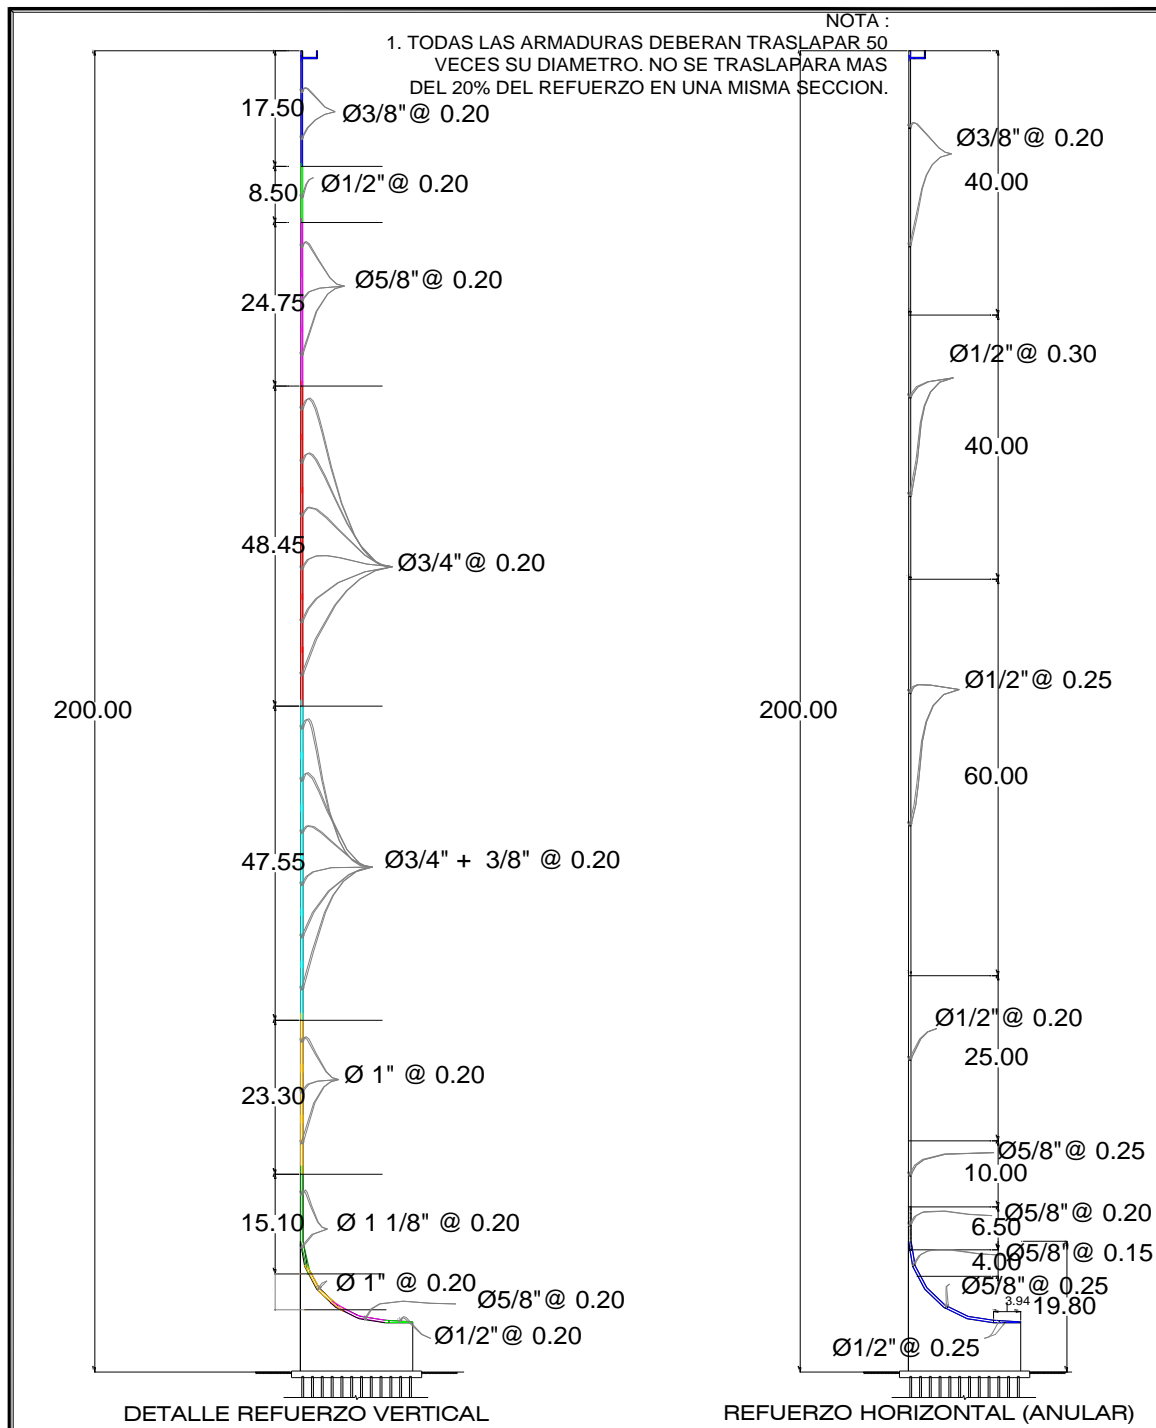 NOTA :
1. TODAS LAS ARMADURAS DEBERAN TRASLAPAR 50
VECES SU DIAMETRO. NO SE TRASLAPARA MAS
DEL 20% DEL REFUERZO EN UNA MISMA SECCION.
200.00
17.50
Ø3/8"@ 0.20
8.50
Ø1/2"@ 0.20
24.75
Ø5/8"@ 0.20
48.45
Ø3/4"@ 0.20
47.55
Ø3/4" + 3/8" @ 0.20
23.30
Ø 1" @ 0.20
15.10
Ø 1 1/8" @ 0.20
Ø 1" @ 0.20
Ø5/8"@ 0.20
Ø1/2"@ 0.20
DETALLE REFUERZO VERTICAL
200.00
Ø3/8"@ 0.20
40.00
Ø1/2"@ 0.30
40.00
Ø1/2"@ 0.25
60.00
Ø1/2"@ 0.20
25.00
Ø5/8"@ 0.25
10.00
Ø5/8"@ 0.20
6.50
Ø5/8"@ 0.15
4.00
Ø5/8"@ 0.25
3.94
19.80
Ø1/2"@ 0.25
REFUERZO HORIZONTAL (ANULAR)